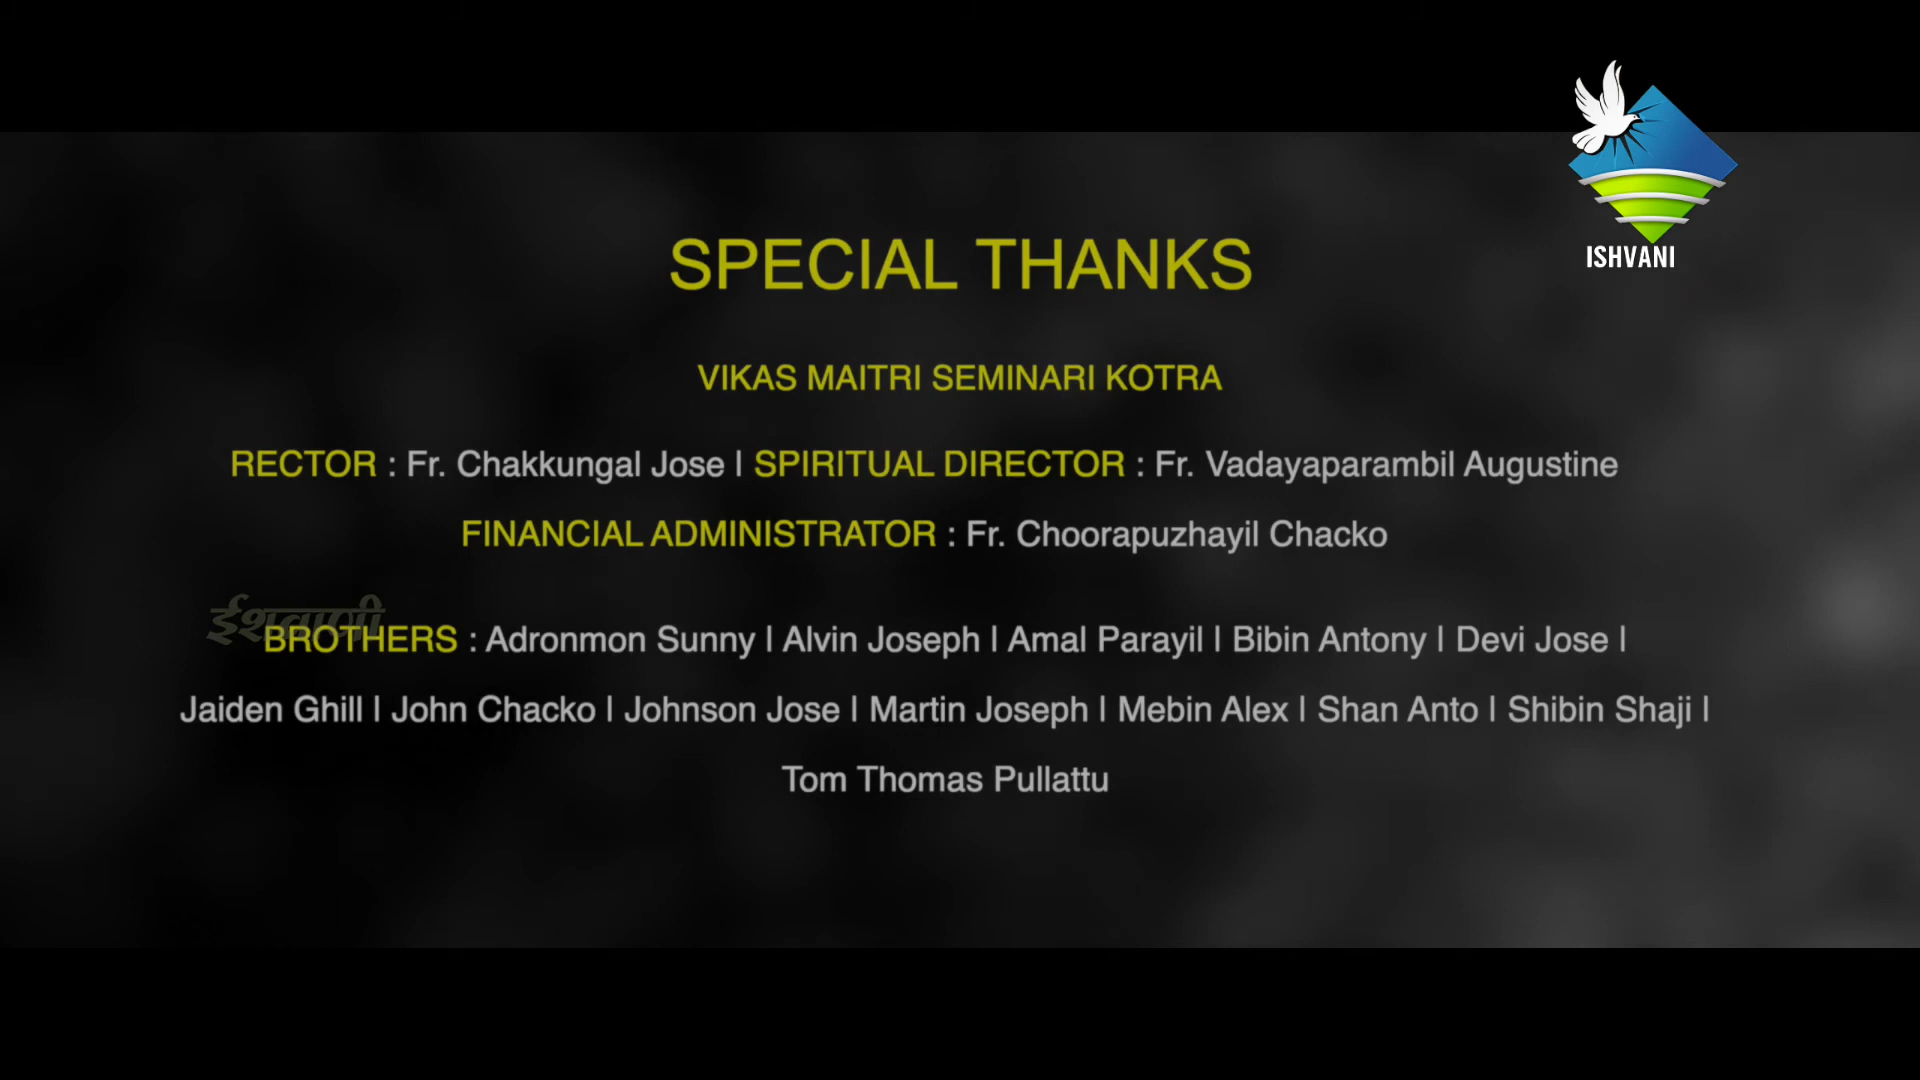 ISHVANI
SPECIAL THANKS
VIKAS MAITRI SEMINARI KOTRA
RECTOR : Fr. Chakkungal Jose | SPIRITUAL DIRECTOR : Fr. Vadayaparambil Augustine
FINANCIAL ADMINISTRATOR : Fr. Choorapuzhayil Chacko
ईशवाणी
BROTHERS : Adronmon Sunny | Alvin Joseph | Amal Parayil | Bibin Antony | Devi Jose |
Jaiden Ghill | John Chacko | Johnson Jose | Martin Joseph | Mebin Alex | Shan Anto | Shibin Shaji |
Tom Thomas Pullattu